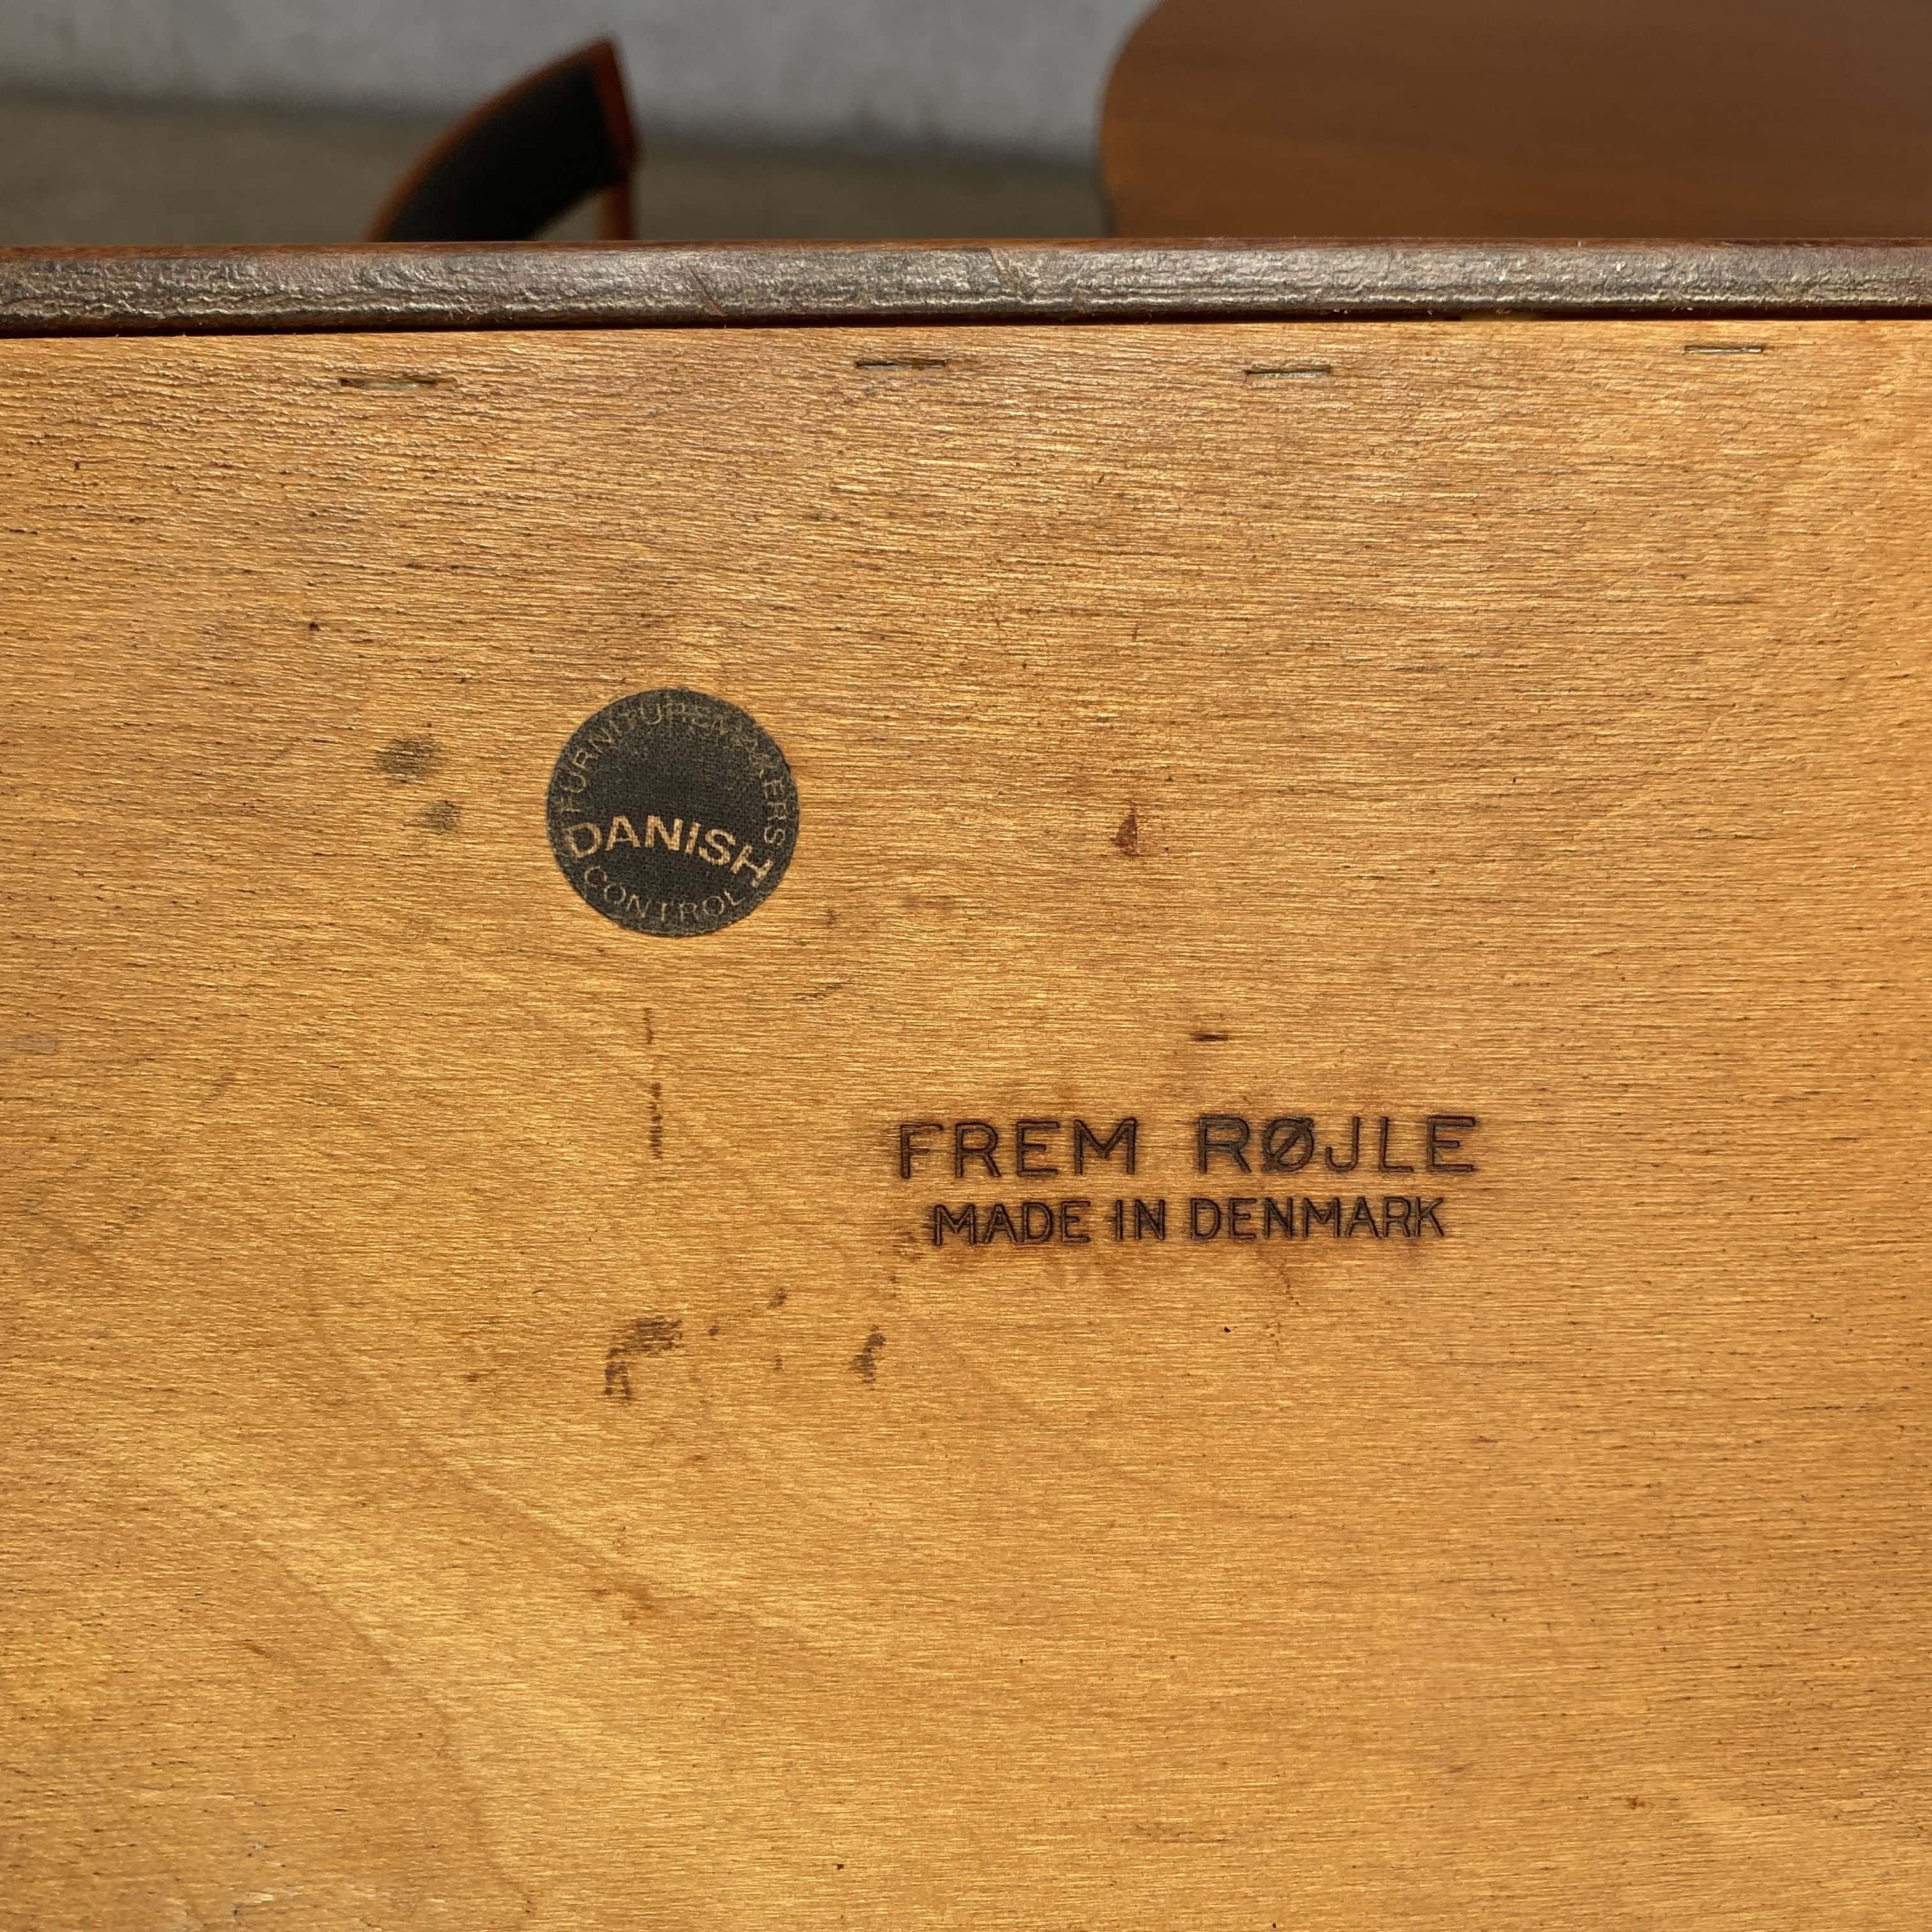 FURNITUREMAKERS
DANISH
CONTROL
FREM RØJLE
MADE IN DENMARK